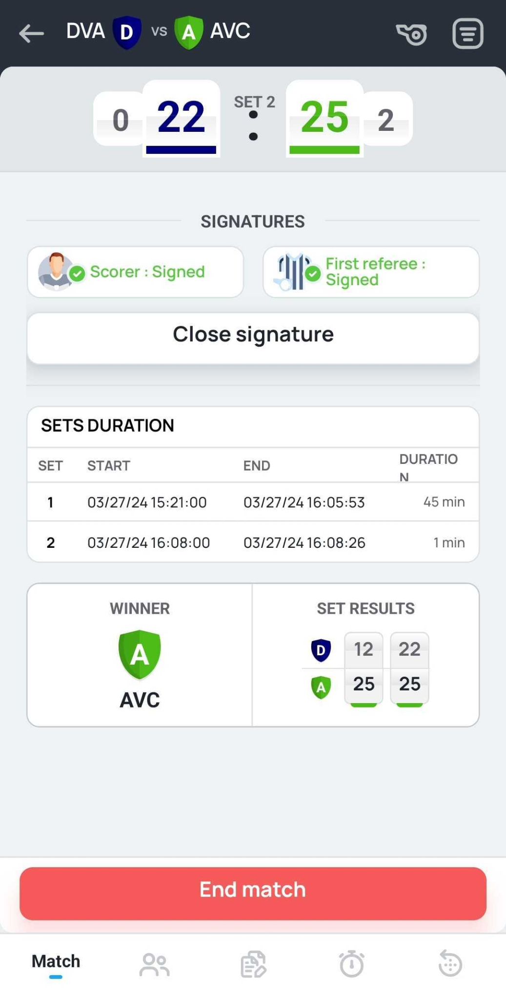 DVA D vs A AVC
0 22 SET 2 : 25 2
SIGNATURES
Scorer : Signed
First referee :
Signed
Close signature
SETS DURATION
SET START END DURATIO
N
1 03/27/24 15:21:00 03/27/24 16:05:53 45 min
2 03/27/24 16:08:00 03/27/24 16:08:26 1 min
WINNER
A
AVC
SET RESULTS
D 12 22
A 25 25
End match
Match